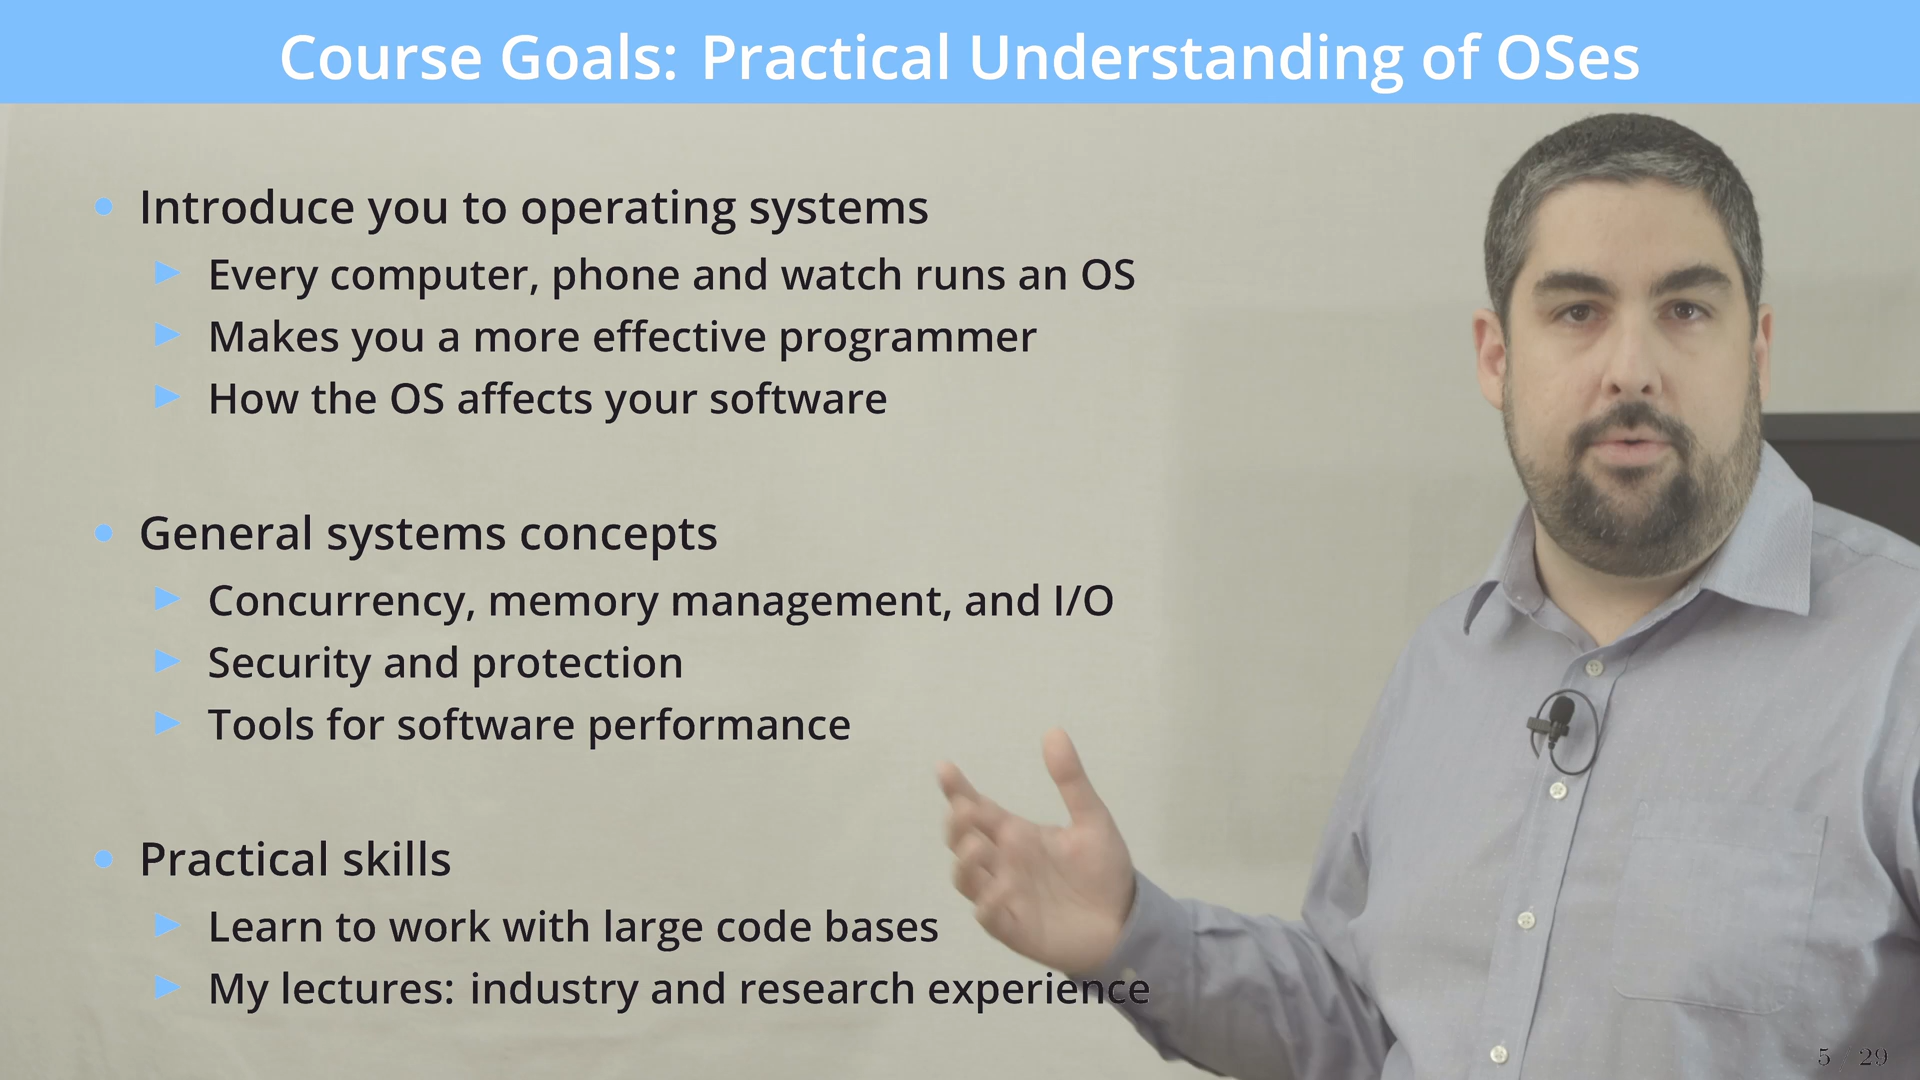 Course Goals: Practical Understanding of OSes
Introduce you to operating systems
Every computer, phone and watch runs an OS
Makes you a more effective programmer
How the OS affects your software
General systems concepts
Concurrency, memory management, and I/O
Security and protection
Tools for software performance
Practical skills
Learn to work with large code bases
My lectures: industry and research experience
5 / 29